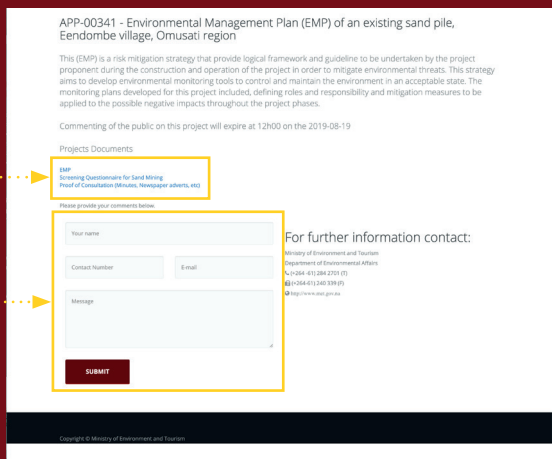 APP-00341 - Environmental Management Plan (EMP) of an existing sand pile,
Eendombe village, Omusati region
This (EMP) is a risk mitigation strategy that provide logical framework and guideline to be undertaken by the project
proponent during the construction and operation of the project in order to mitigate environmental threats. This strategy
aims to develop environmental monitoring tools to control and maintain the environment in an acceptable state. The
monitoring plans developed for this project included, defining roles and responsibility and mitigation measures to be
applied to the possible negative impacts throughout the project phases.
Commenting of the public on this project will expire at 12h00 on the 2019-08-19
Projects Documents
EMP
Screening Questionnaire for Sand Mining
Proof of Consultation (Minutes, Newspaper adverts, etc)
Please provide your comments below.
Your name
Contact Number
E-mail
Message
SUBMIT
For further information contact:
Ministry of Environment and Tourism
Department of Environmental Affairs
(+264 -61) 284 2701 (T)
(+264-61) 240 339 (F)
http://www.met.gov.na
Copyright © Ministry of Environment and Tourism